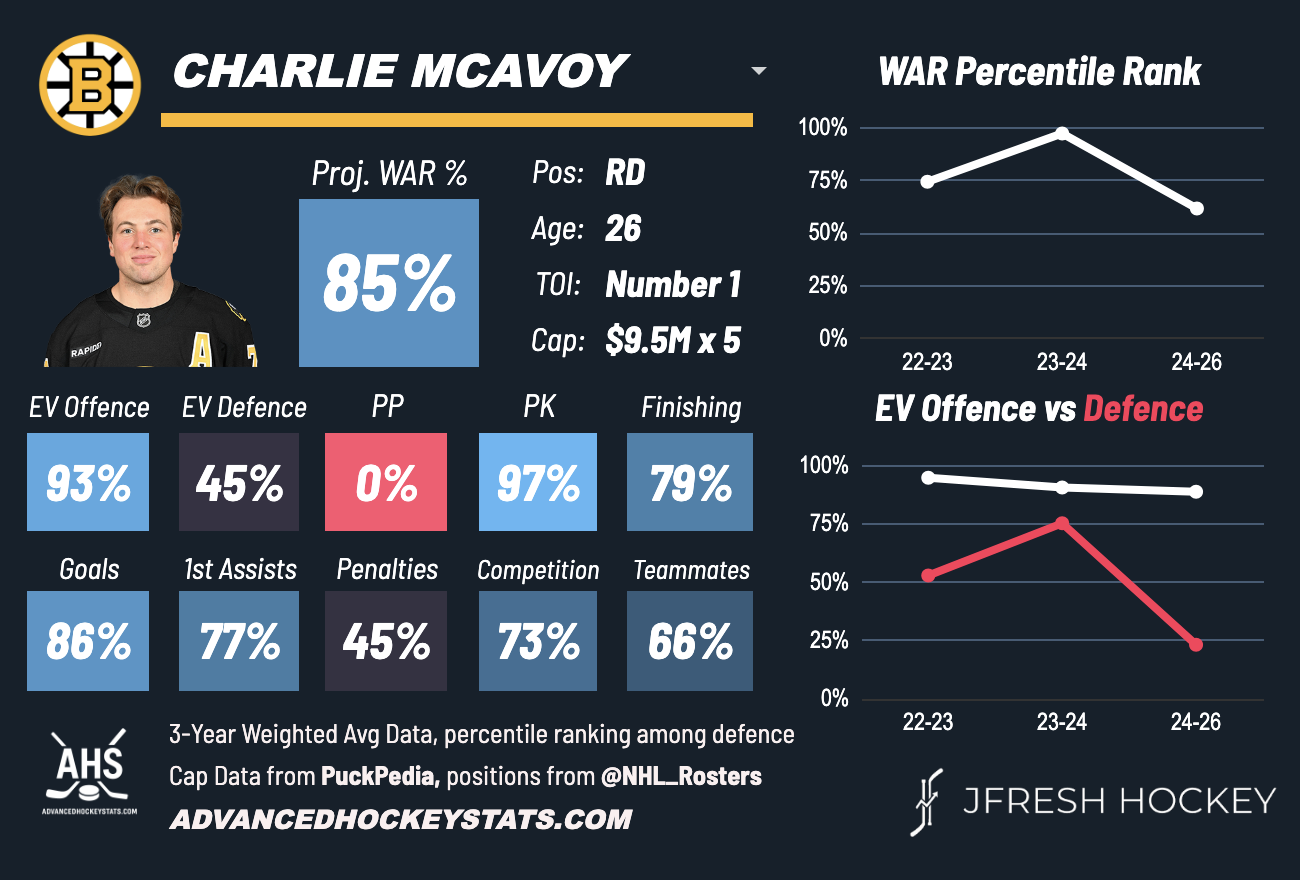 B
CHARLIE MCAVOY
WAR Percentile Rank
100%
75%
50%
25%
0%
22-23
23-24
24-26
Proj. WAR %
85%
Pos: RD
Age: 26
TOI: Number 1
Cap: $9.5M x 5
RAPID7
A
7
NHL
EV Offence
EV Defence
PP
PK
Finishing
93%
45%
0%
97%
79%
Goals
1st Assists
Penalties
Competition
Teammates
86%
77%
45%
73%
66%
EV Offence vs Defence
100%
75%
50%
25%
0%
22-23
23-24
24-26
AHS
ADVANCEDHOCKEYSTATS.COM
3-Year Weighted Avg Data, percentile ranking among defence
Cap Data from PuckPedia, positions from @NHL_Rosters
ADVANCEDHOCKEYSTATS.COM
JFRESH HOCKEY